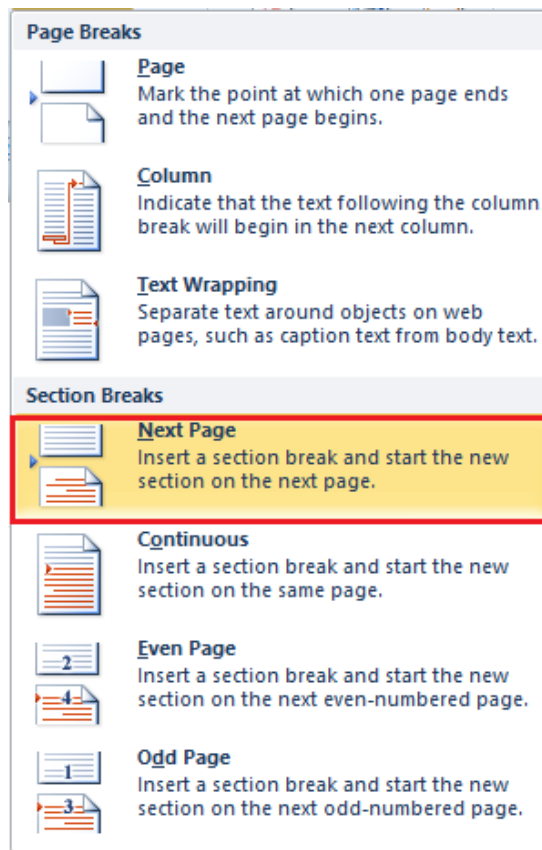 Page Breaks
Page
Mark the point at which one page ends
and the next page begins.
Column
Indicate that the text following the column
break will begin in the next column.
Text Wrapping
Separate text around objects on web
pages, such as caption text from body text.
Section Breaks
Next Page
Insert a section break and start the new
section on the next page.
Continuous
Insert a section break and start the new
section on the same page.
2
Even Page
Insert a section break and start the new
4
section on the next even-numbered page.
1
Odd Page
Insert a section break and start the new
3
section on the next odd-numbered page.